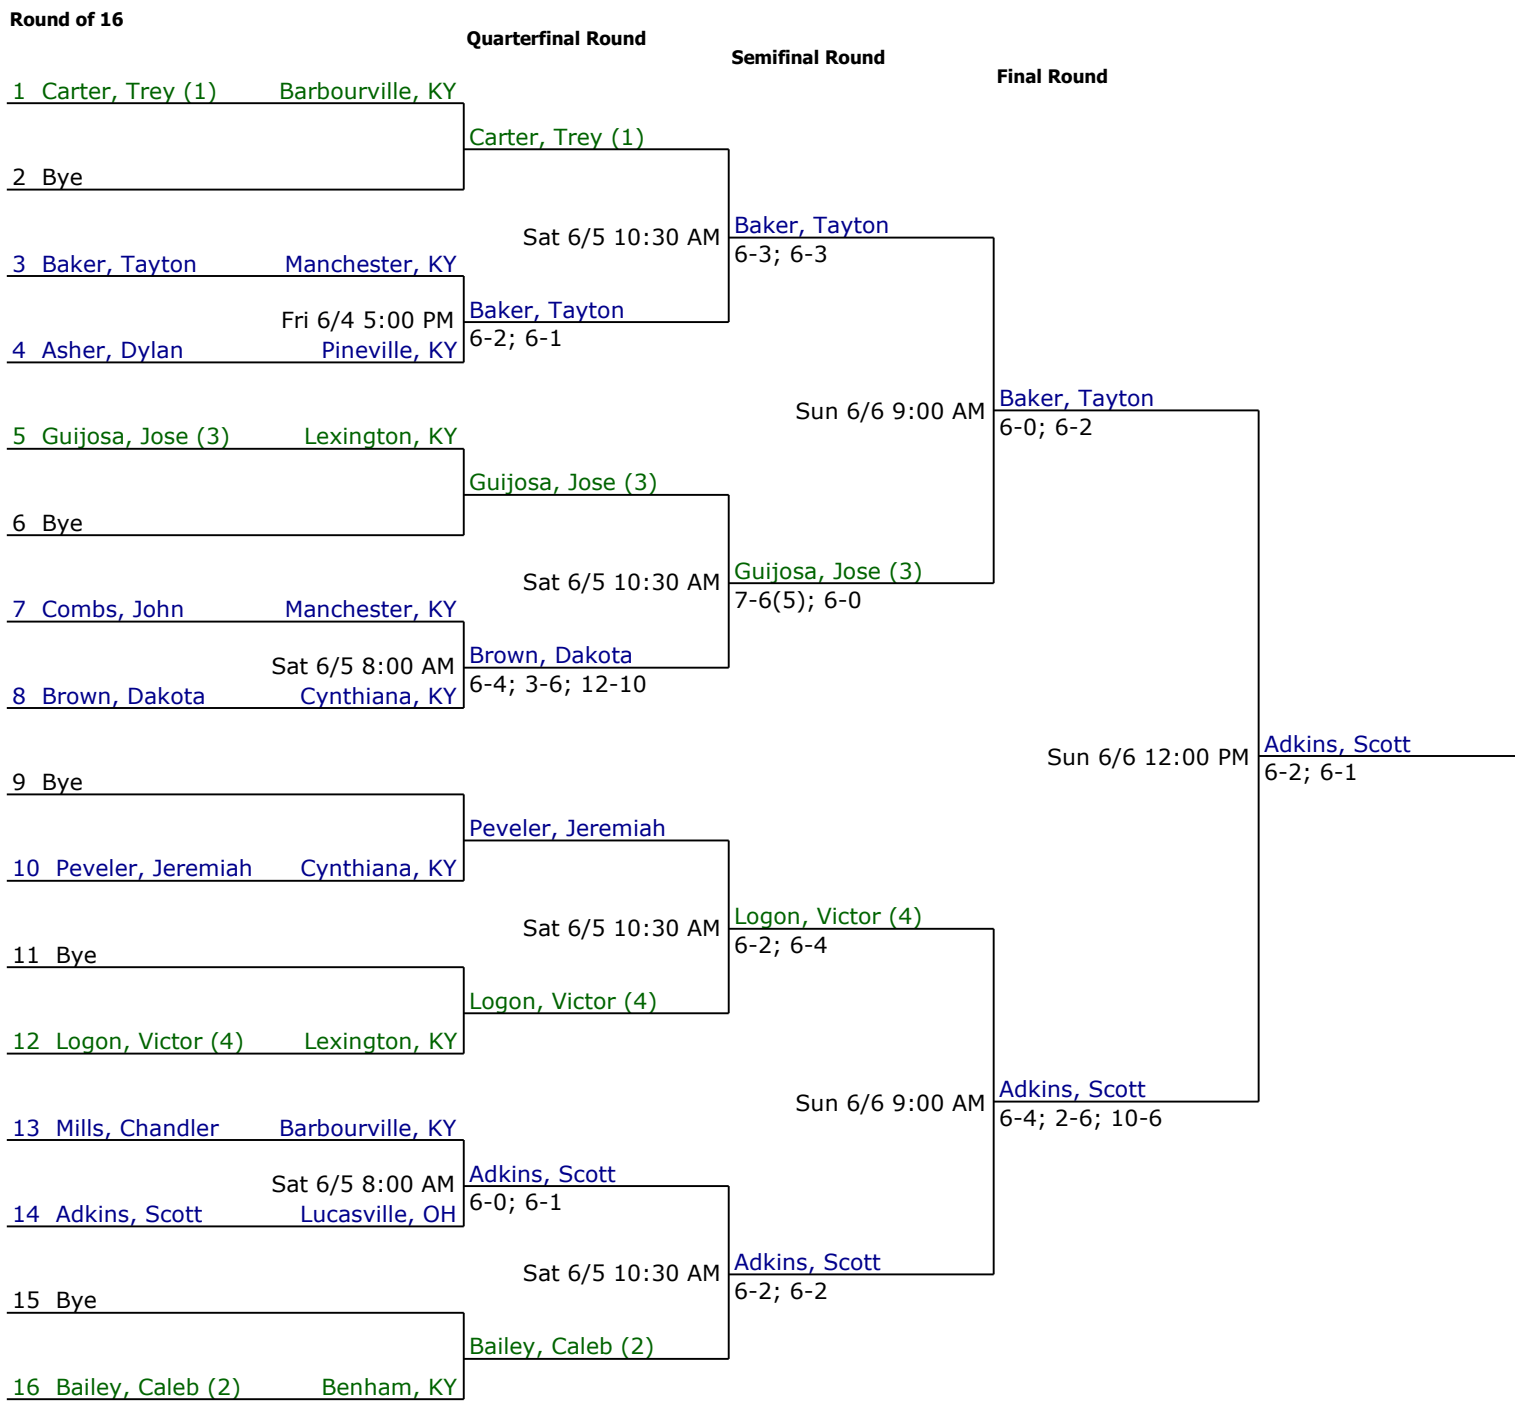 Round of 16
Quarterfinal Round
Semifinal Round
Final Round
1 Carter, Trey (1) Barbourville, KY
Carter, Trey (1)
2 Bye
Sat 6/5 10:30 AM
Baker, Tayton
6-3; 6-3
3 Baker, Tayton Manchester, KY
Fri 6/4 5:00 PM
Baker, Tayton
6-2; 6-1
4 Asher, Dylan Pineville, KY
Sun 6/6 9:00 AM
Baker, Tayton
6-0; 6-2
5 Guijosa, Jose (3) Lexington, KY
Guijosa, Jose (3)
6 Bye
Sat 6/5 10:30 AM
Guijosa, Jose (3)
7-6(5); 6-0
7 Combs, John Manchester, KY
Sat 6/5 8:00 AM
Brown, Dakota
6-4; 3-6; 12-10
8 Brown, Dakota Cynthiana, KY
Sun 6/6 12:00 PM
Adkins, Scott
6-2; 6-1
9 Bye
Peveler, Jeremiah
10 Peveler, Jeremiah Cynthiana, KY
Sat 6/5 10:30 AM
Logon, Victor (4)
6-2; 6-4
11 Bye
Logon, Victor (4)
12 Logon, Victor (4) Lexington, KY
Sun 6/6 9:00 AM
Adkins, Scott
6-4; 2-6; 10-6
13 Mills, Chandler Barbourville, KY
Sat 6/5 8:00 AM
Adkins, Scott
6-0; 6-1
14 Adkins, Scott Lucasville, OH
Sat 6/5 10:30 AM
Adkins, Scott
6-2; 6-2
15 Bye
Bailey, Caleb (2)
16 Bailey, Caleb (2) Benham, KY